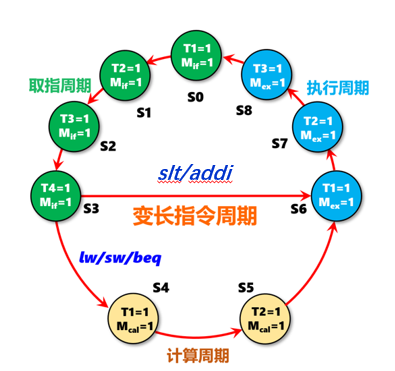 T1=1
Mif=1
S0
T2=1
Mif=1
S1
T3=1
Mex=1
S8
取指周期
执行周期
T3=1
Mif=1
S2
T2=1
Mex=1
S7
slt/addi
T4=1
Mif=1
S3
变长指令周期
T1=1
Mex=1
S6
lw/sw/beq
S4
T1=1
Mcal=1
S5
T2=1
Mcal=1
计算周期